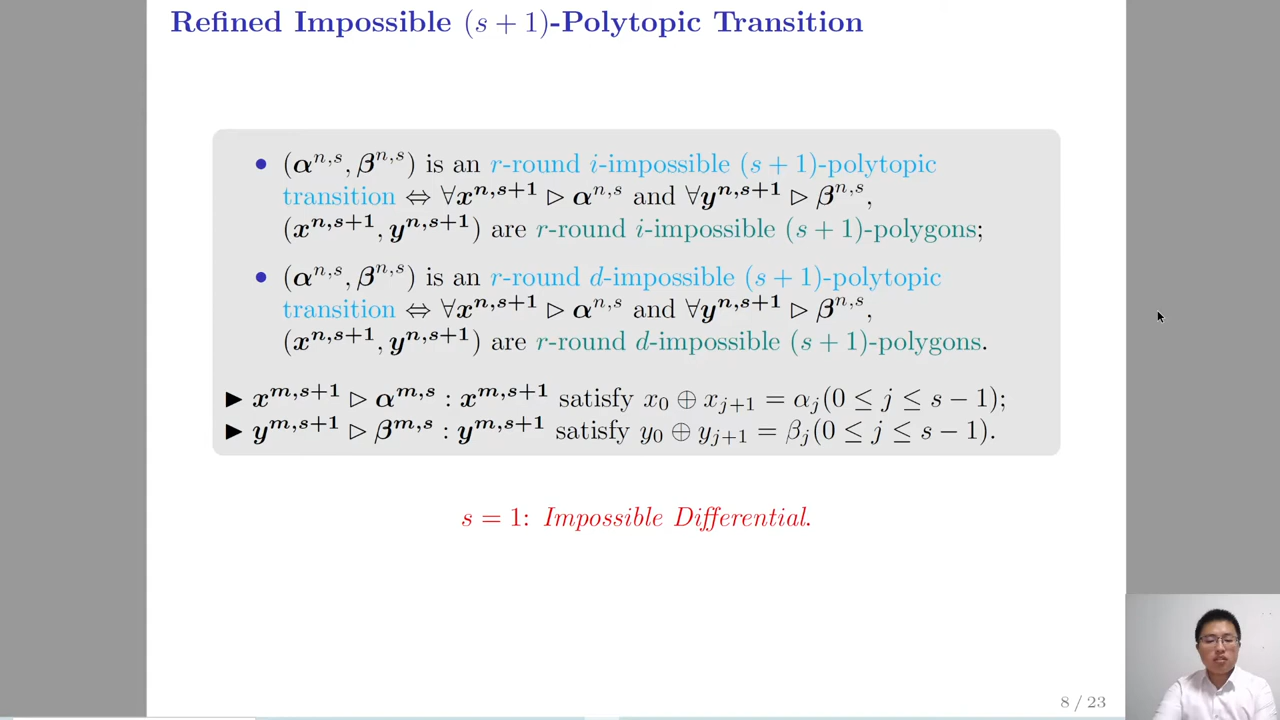 Refined Impossible (s + 1)-Polytopic Transition
• (α^{n,s}, β^{n,s}) is an r-round i-impossible (s + 1)-polytopic
transition ⇔ ∀x^{n,s+1} ▷ α^{n,s} and ∀y^{n,s+1} ▷ β^{n,s},
(x^{n,s+1}, y^{n,s+1}) are r-round i-impossible (s + 1)-polygons;
• (α^{n,s}, β^{n,s}) is an r-round d-impossible (s + 1)-polytopic
transition ⇔ ∀x^{n,s+1} ▷ α^{n,s} and ∀y^{n,s+1} ▷ β^{n,s},
(x^{n,s+1}, y^{n,s+1}) are r-round d-impossible (s + 1)-polygons.
▶ x^{m,s+1} ▷ α^{m,s} : x^{m,s+1} satisfy x_0 ⊕ x_{j+1} = α_j(0 ≤ j ≤ s − 1);
▶ y^{m,s+1} ▷ β^{m,s} : y^{m,s+1} satisfy y_0 ⊕ y_{j+1} = β_j(0 ≤ j ≤ s − 1).
s = 1: Impossible Differential.
8 / 23